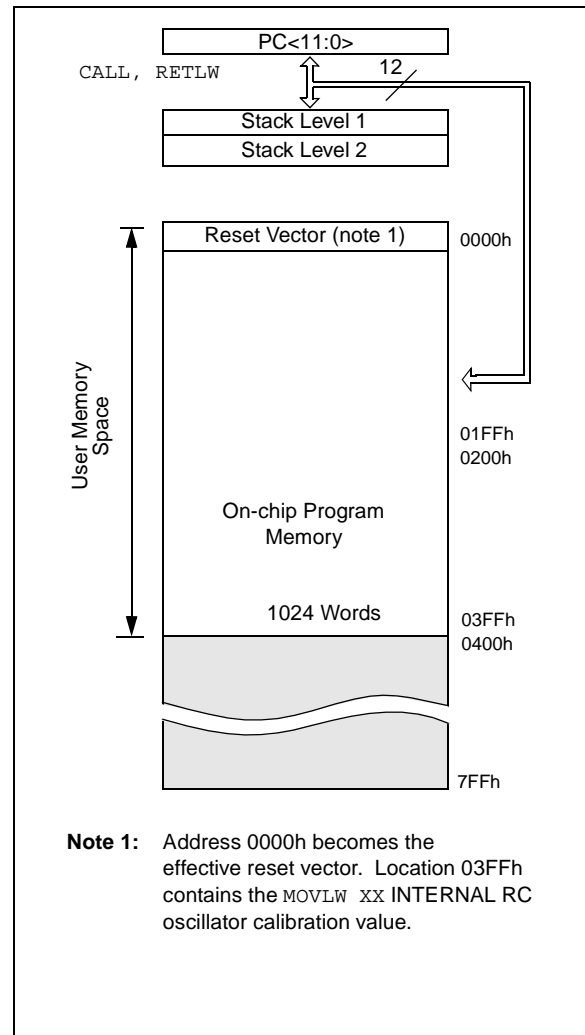 PC<11:0>
CALL, RETLW
12
Stack Level 1
Stack Level 2
Reset Vector (note 1)
0000h
User Memory
Space
01FFh
0200h
On-chip Program
Memory
1024 Words
03FFh
0400h
7FFh
Note 1: Address 0000h becomes the
effective reset vector. Location 03FFh
contains the MOVLW XX INTERNAL RC
oscillator calibration value.